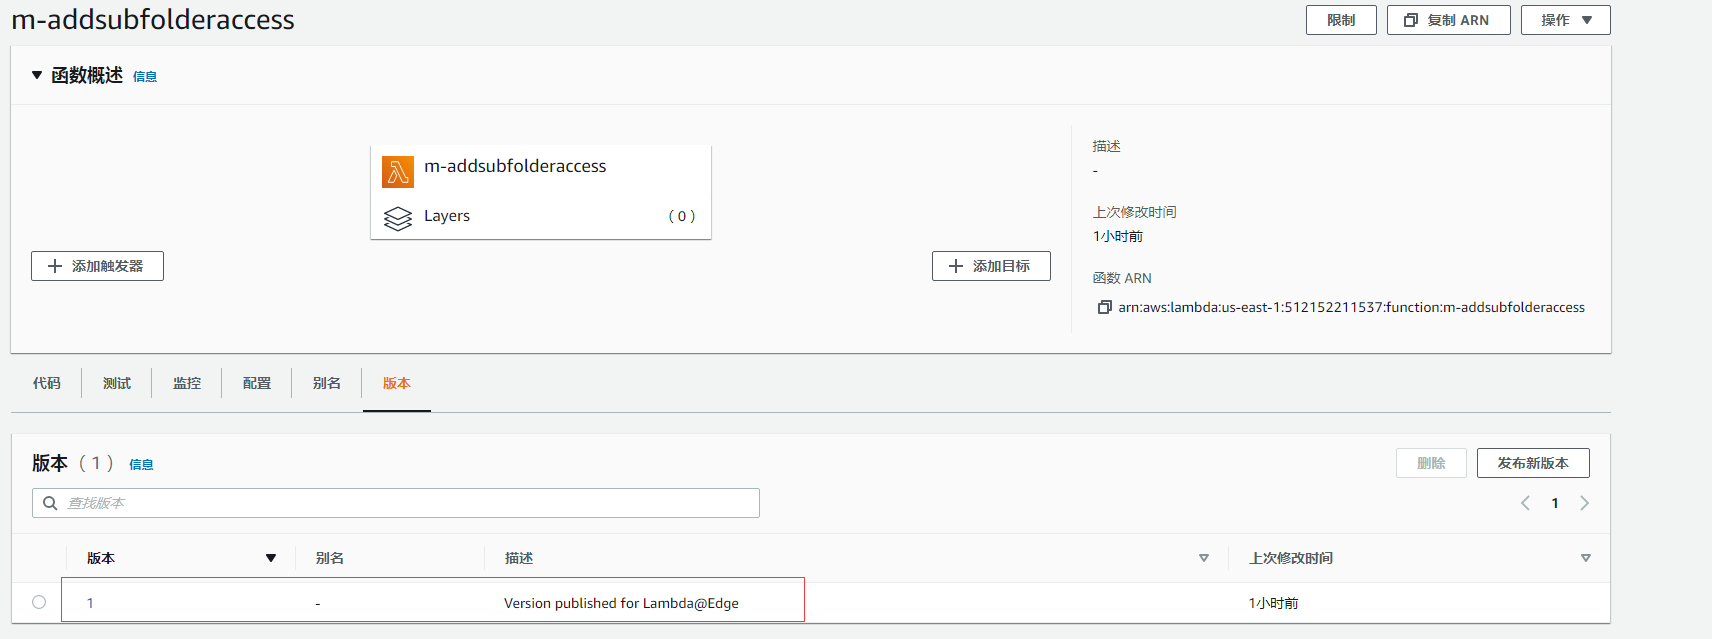 m-addsubfolderaccess
限制 复制 ARN 操作
函数概述 信息
m-addsubfolderaccess
Layers (0)
添加触发器
添加目标
描述
-
上次修改时间
1小时前
函数 ARN
arn:aws:lambda:us-east-1:512152211537:function:m-addsubfolderaccess
代码 测试 监控 配置 别名 版本
版本 (1) 信息
删除 发布新版本
查找版本
1
版本 别名 描述 上次修改时间
1 - Version published for Lambda@Edge 1小时前